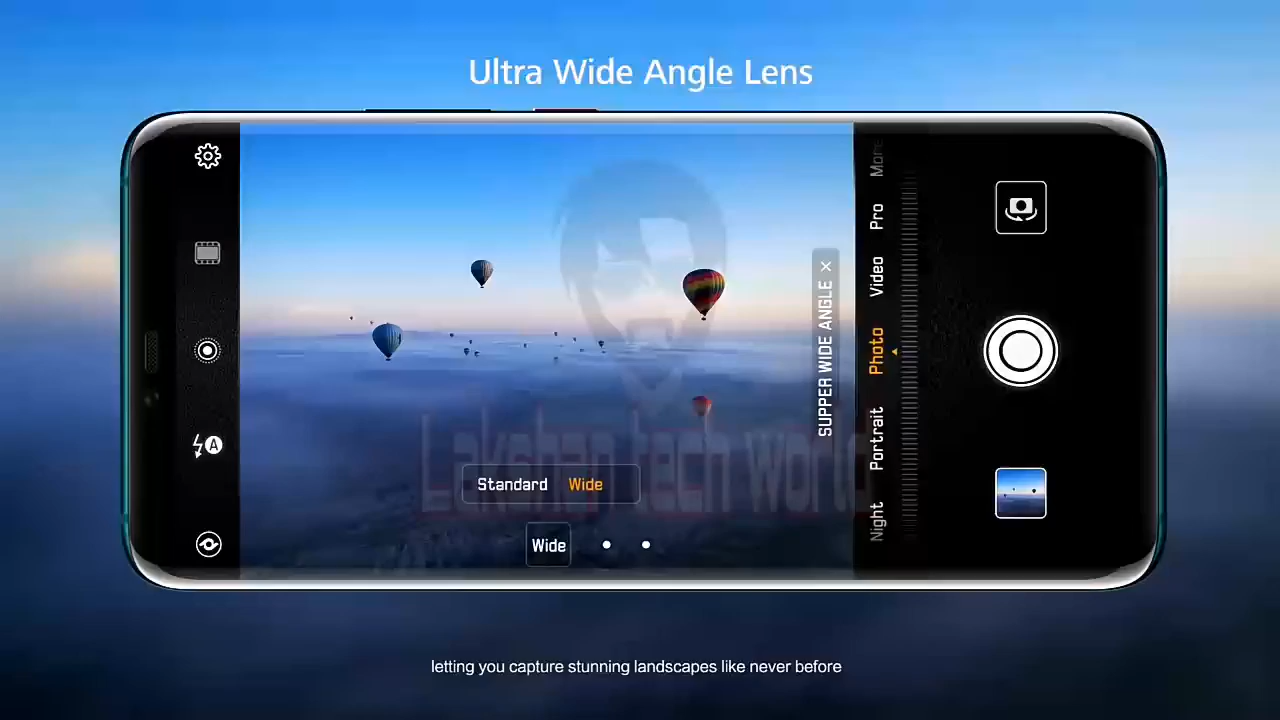 Ultra Wide Angle Lens
More
Pro
Video
Photo
Portrait
Night
SUPPER WIDE ANGLE X
A
Lakshan tech world
Standard Wide
Wide
letting you capture stunning landscapes like never before